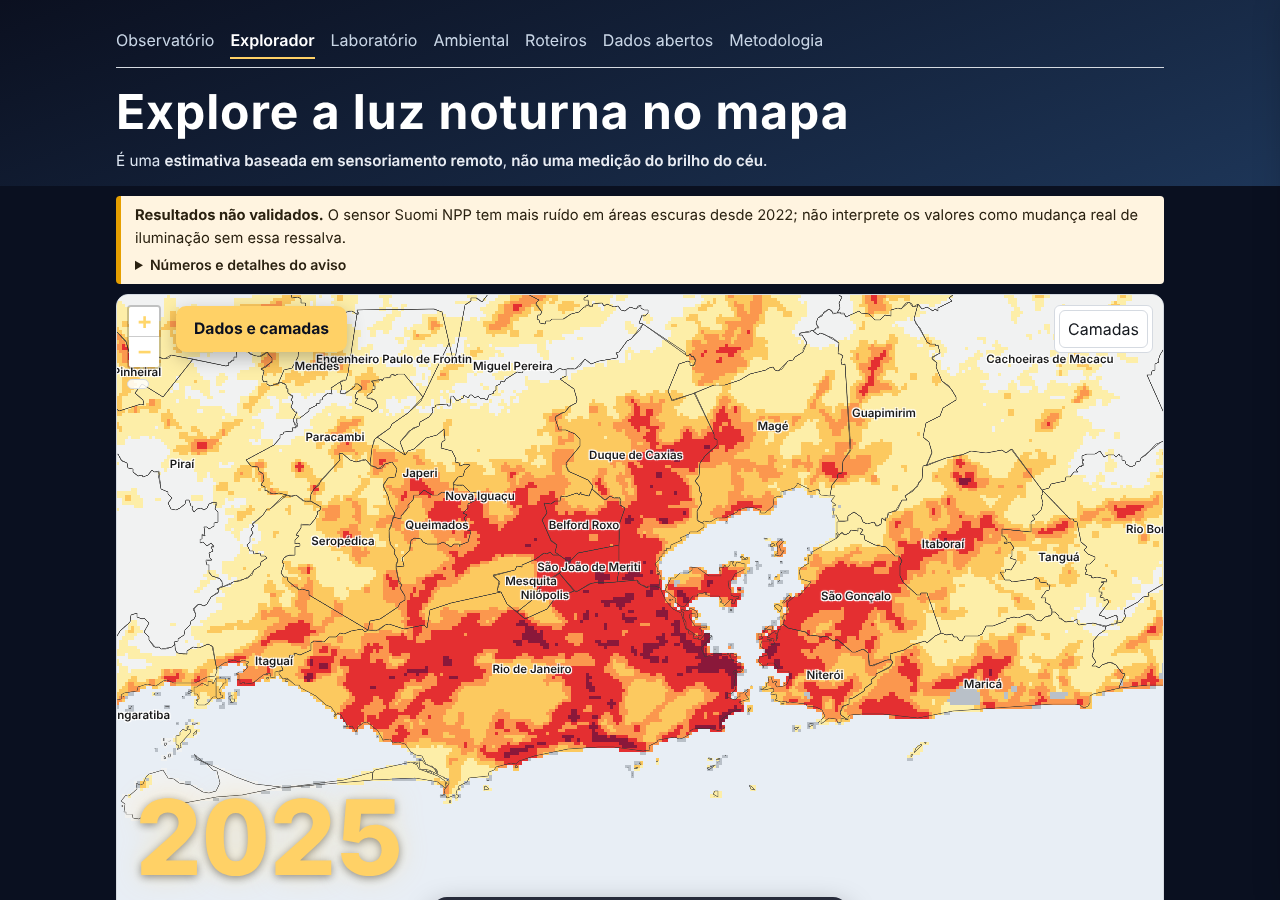 Observatório Explorador Laboratório Ambiental Roteiros Dados abertos Metodologia
Explore a luz noturna no mapa
É uma estimativa baseada em sensoriamento remoto, não uma medição do brilho do céu.
Resultados não validados. O sensor Suomi NPP tem mais ruído em áreas escuras desde 2022; não interprete os valores como mudança real de
iluminação sem essa ressalva.
Números e detalhes do aviso
+
Dados e camadas
Camadas
−
Engenheiro Paulo de Frontin
Cachoeiras de Macacu
Mendes
Miguel Pereira
Pinheiral
Guapimirim
Magé
Paracambi
Duque de Caxias
Piraí
Japeri
Nova Iguaçu
Queimados
Belford Roxo
Rio Bon
Seropédica
Itaboraí
Tanguá
São João de Meriti
Mesquita
Nilópolis
São Gonçalo
Itaguaí
Rio de Janeiro
Niterói
Maricá
ngaratiba
2025